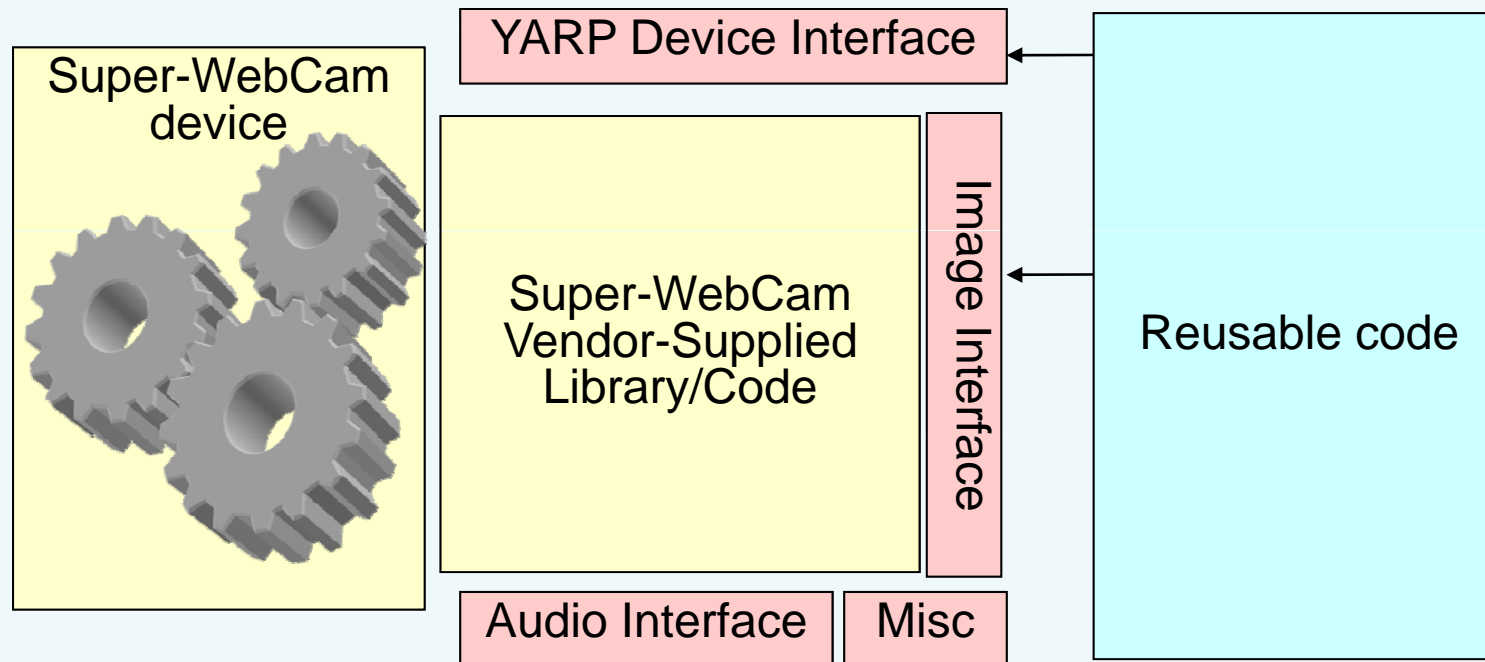 YARP Device Interface
Super-WebCam
device
Image Interface
Super-WebCam
Vendor-Supplied
Library/Code
Reusable code
Audio Interface
Misc